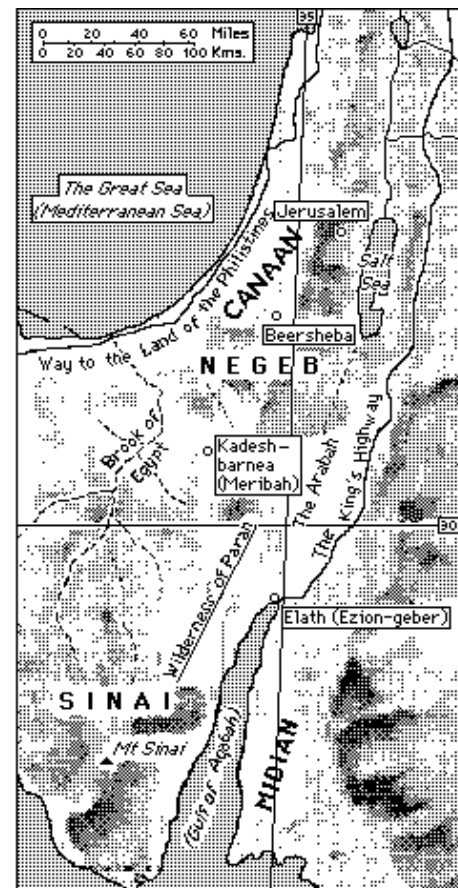 35
0 20 40 60 Miles
0 20 40 60 80 100 Kms.
The Great Sea
(Mediterranean Sea)
Jerusalem
Salt
Sea
Way to the Land of the Philistines
CANAAN
Beersheba
NEGEB
Brook of
Egypt
Kadesh-
barnea
(Meribah)
The Arabah
The King's Highway
30
Wilderness of Paran
Elath (Ezion-geber)
SINAI
Mt Sinai
(Gulf of Aqabah)
MIDIAN